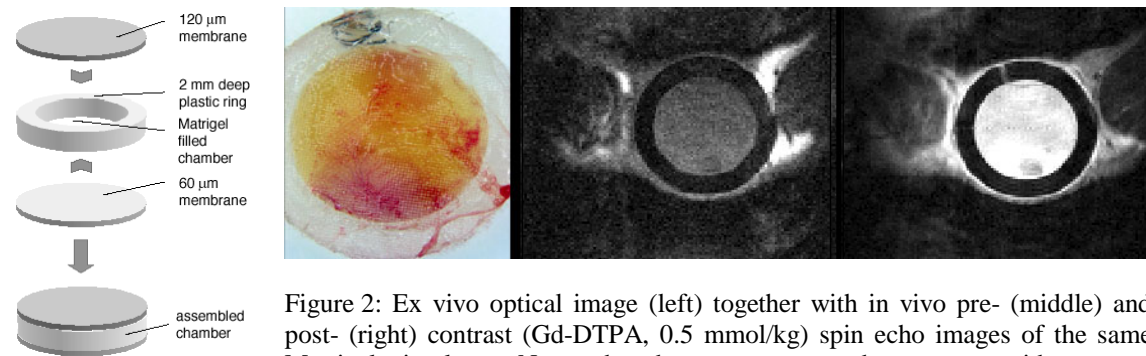 120 µm
membrane
2 mm deep
plastic ring
Matrigel
filled
chamber
60 µm
membrane
assembled
chamber
Figure 2: Ex vivo optical image (left) together with in vivo pre- (middle) and
post- (right) contrast (Gd-DTPA, 0.5 mmol/kg) spin echo images of the same